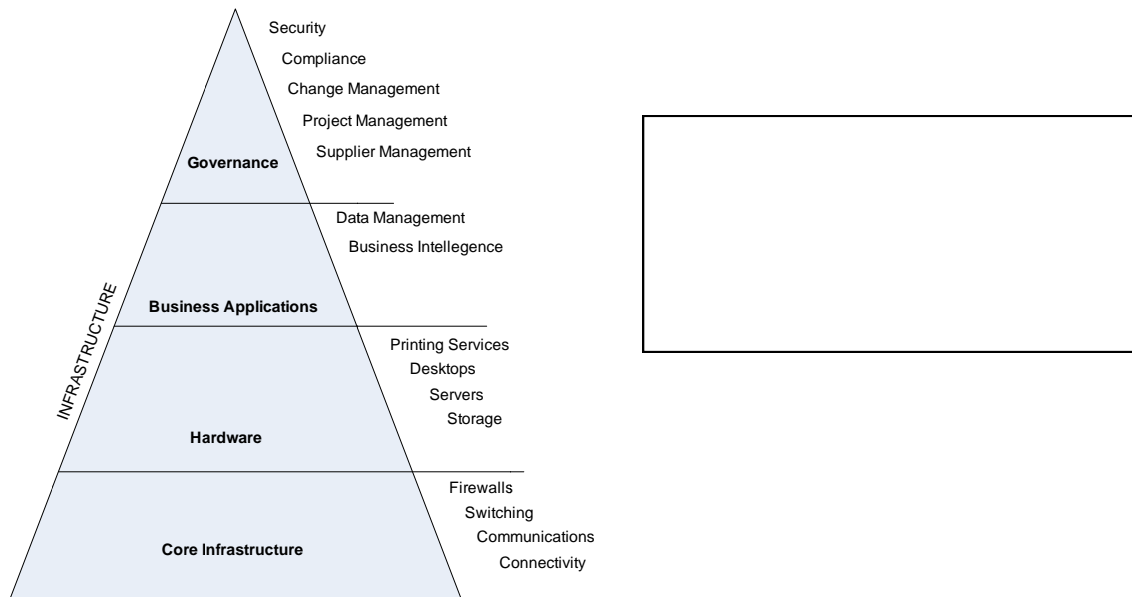 Security
Compliance
Change Management
Project Management
Supplier Management
Governance
Data Management
Business Intellegence
Business Applications
INFRASTRUCTURE
Printing Services
Desktops
Servers
Storage
Hardware
Firewalls
Switching
Communications
Connectivity
Core Infrastructure